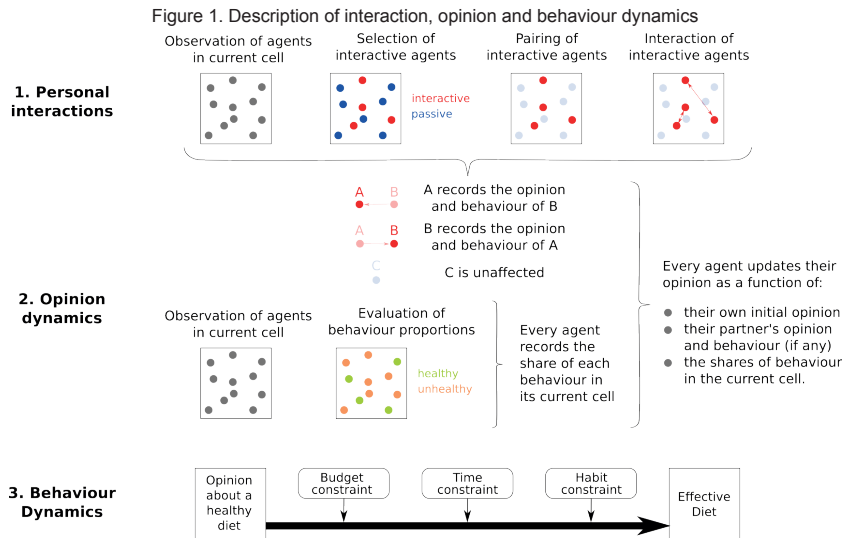 Figure 1. Description of interaction, opinion and behaviour dynamics
1. Personal
interactions
Observation of agents
in current cell
Selection of
interactive agents
interactive
passive
Pairing of
interactive agents
Interaction of
interactive agents
2. Opinion
dynamics
A
B
A records the opinion
and behaviour of B
A
B
B records the opinion
and behaviour of A
C
C is unaffected
Observation of agents
in current cell
Evaluation of
behaviour proportions
healthy
unhealthy
Every agent
records the
share of each
behaviour in
its current cell
Every agent updates their
opinion as a function of:
their own initial opinion
their partner's opinion
and behaviour (if any)
the shares of behaviour
in the current cell.
3. Behaviour
Dynamics
Opinion
about a
healthy
diet
Budget
constraint
Time
constraint
Habit
constraint
Effective
Diet